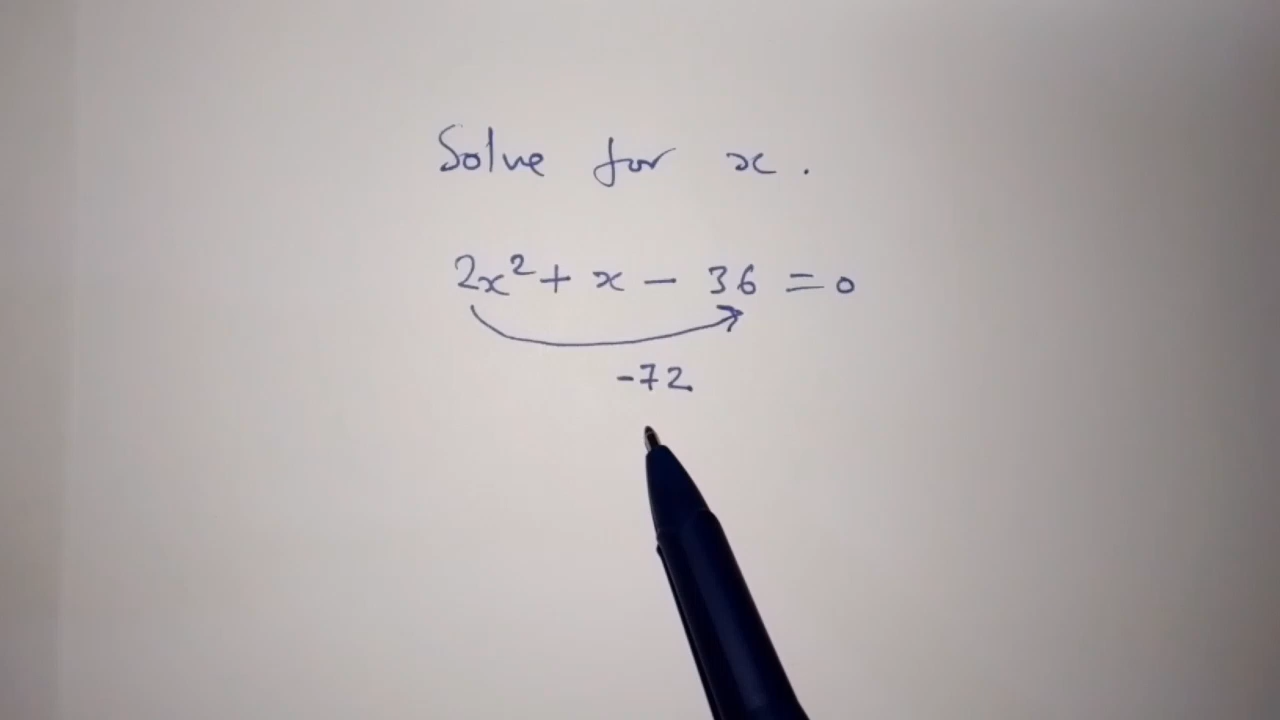 Solve for x.
2x² + x - 36 = 0
-72